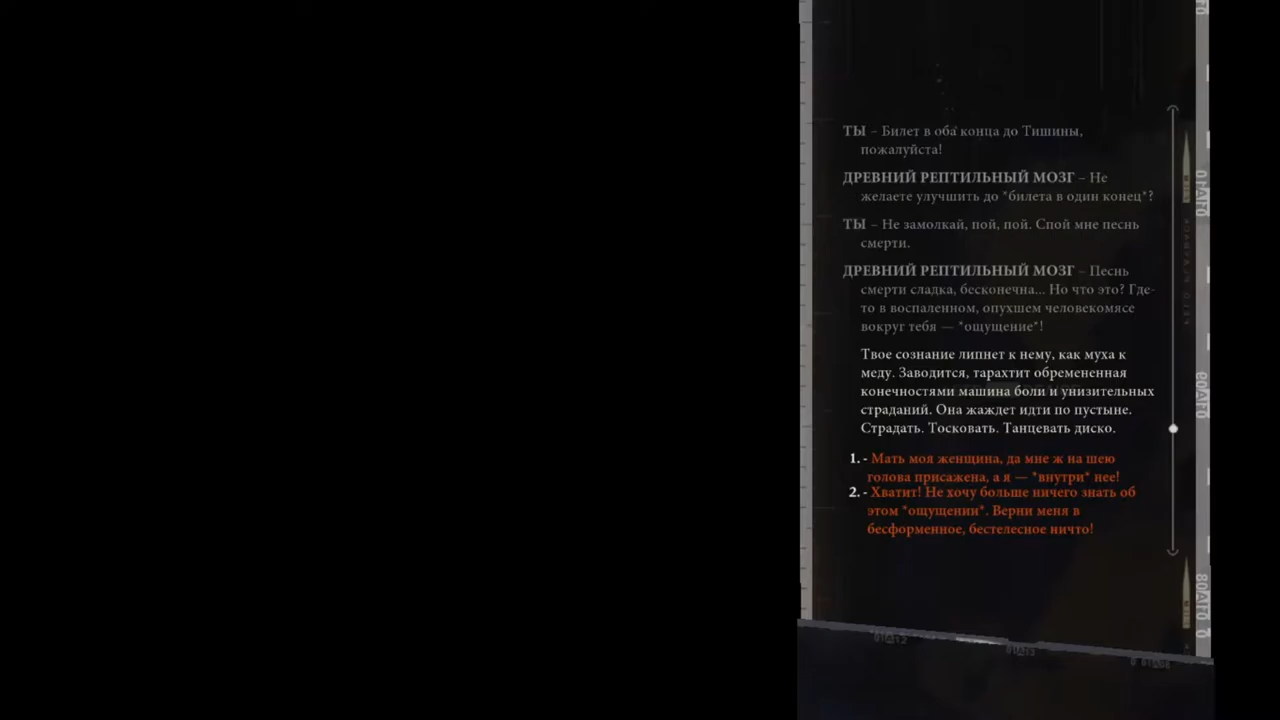 ТЫ – Билет в оба конца до Тишины,
пожалуйста!
ДРЕВНИЙ РЕПТИЛЬНЫЙ МОЗГ – Не
желаете улучшить до *билета в один конец*?
ТЫ – Не замолкай, пой, пой. Спой мне песнь
смерти.
ДРЕВНИЙ РЕПТИЛЬНЫЙ МОЗГ – Песнь
смерти сладка, бесконечна... Но что это? Где-
то в воспаленном, опухшем человекомясе
вокруг тебя — *ощущение*!
Твое сознание липнет к нему, как муха к
меду. Заводится, тарахтит обремененная
конечностями машина боли и унизительных
страданий. Она жаждет идти по пустыне.
Страдать. Тосковать. Танцевать диско.
1. - Мать моя женщина, да мне ж на шею
голова присажена, а я — *внутри* нее!
2. - Хватит! Не хочу больше ничего знать об
этом *ощущении*. Верни меня в
бесформенное, бестелесное ничто!